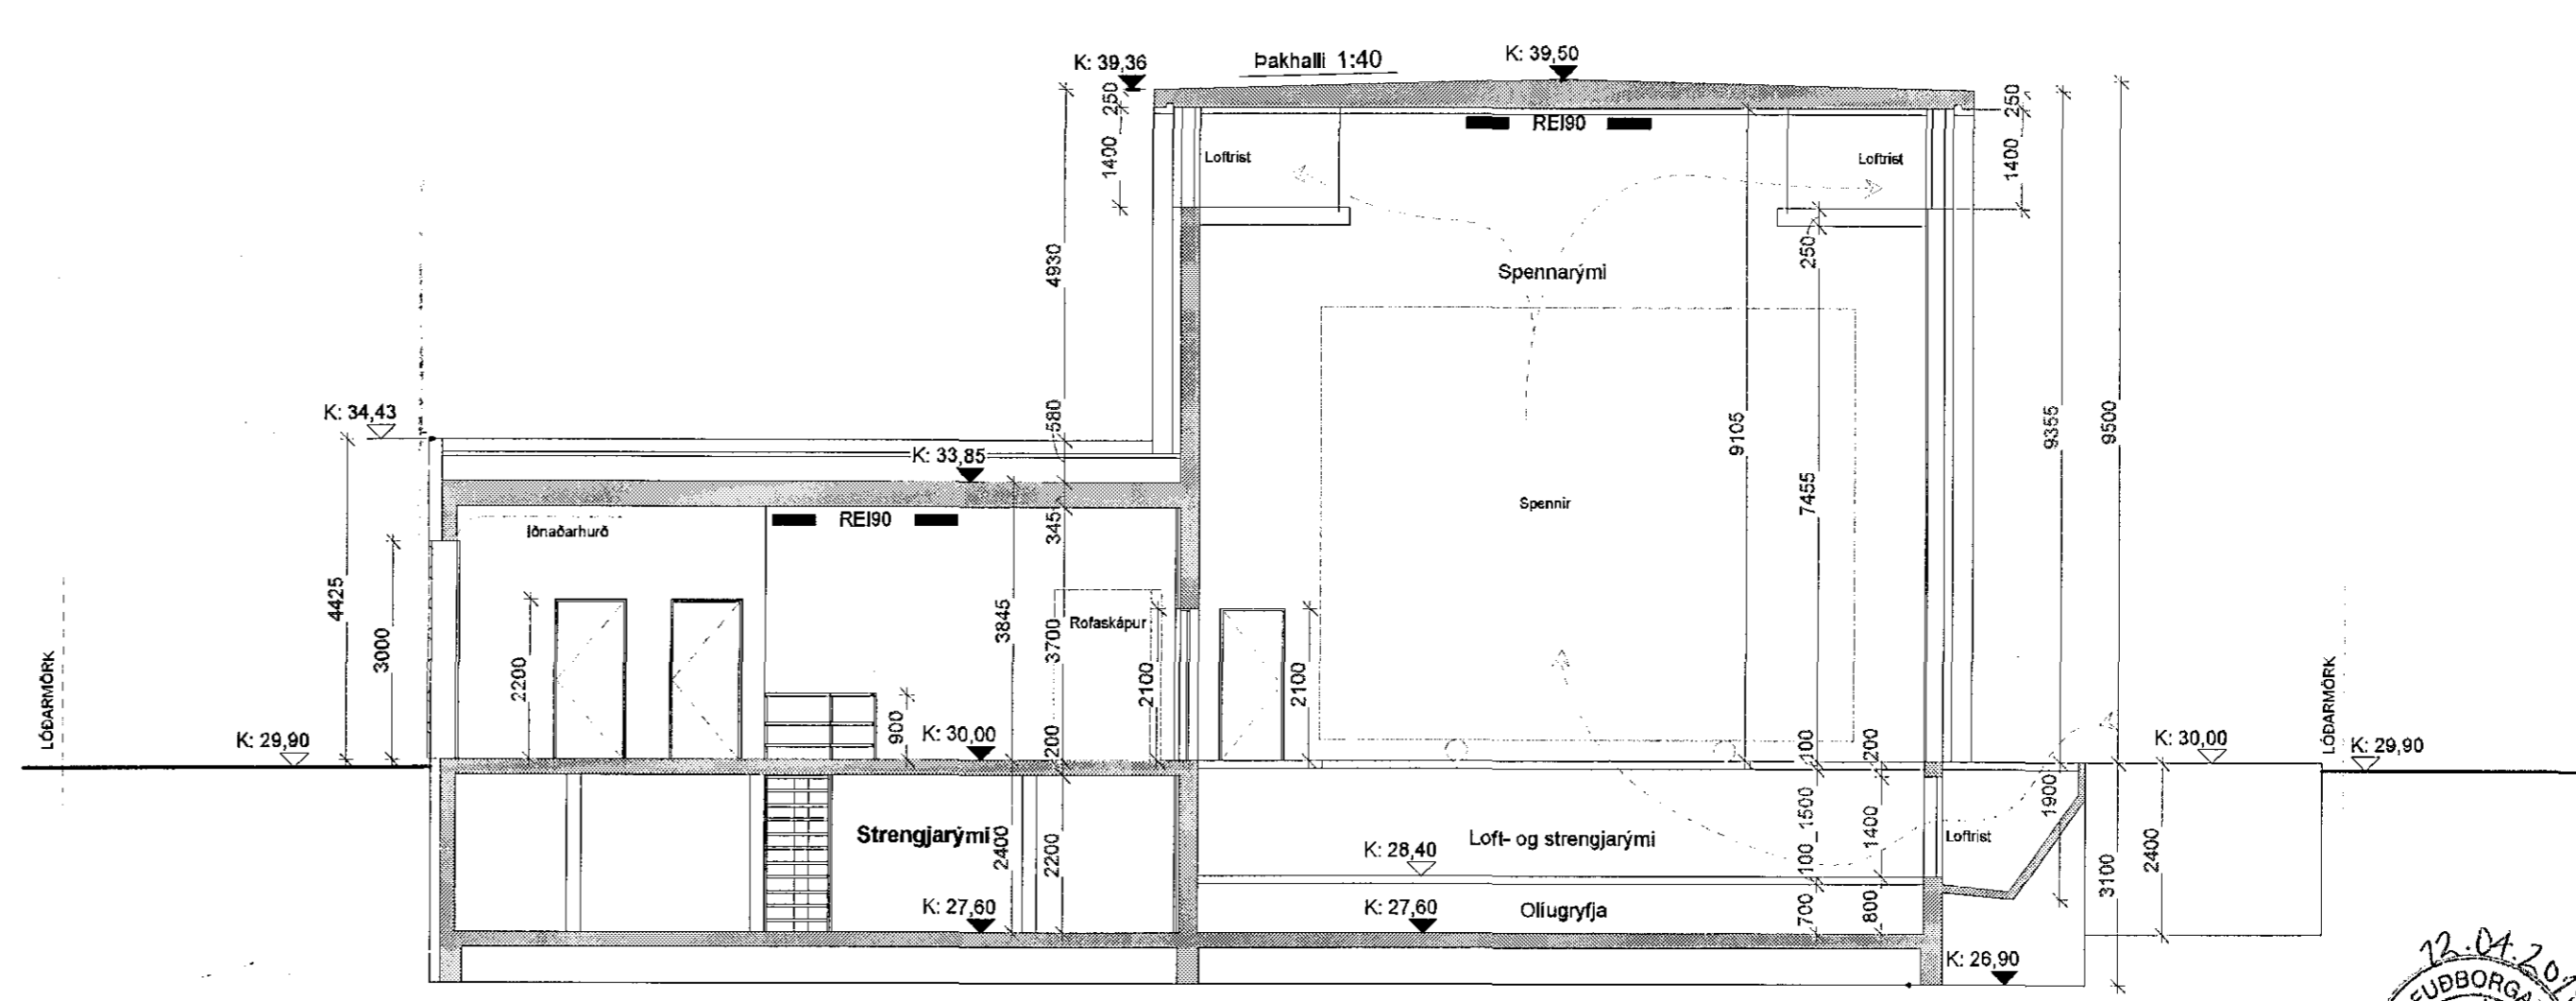 K: 39,36
Þakhalli 1:40
K: 39,50
250
1400
4930
REI90
Loftrist
Loftrist
250
1400
Spennarými
250
9105
7455
9355
9500
Spennir
K: 34,43
580
K: 33,85
345
REI90
Iðnaðarhurð
4425
3000
2200
3845
3700
Rofaskápur
2100
2100
900
LÓÐARMÖRK
K: 29,90
K: 30,00
200
100
200
K: 30,00
LÓÐARMÖRK
K: 29,90
Strengjarými
2400
2200
Loft- og strengjarými
K: 28,40
1500
100
1400
Loftrist
1900
2400
3100
K: 27,60
K: 27,60
Olíugryfja
700
800
K: 26,90
12.04.20
FUÐBORGA